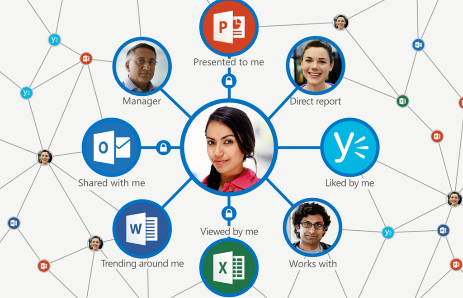 P
Presented to me
Manager
Direct report
O
Shared with me
y
Liked by me
W
Trending around me
Viewed by me
X
Works with